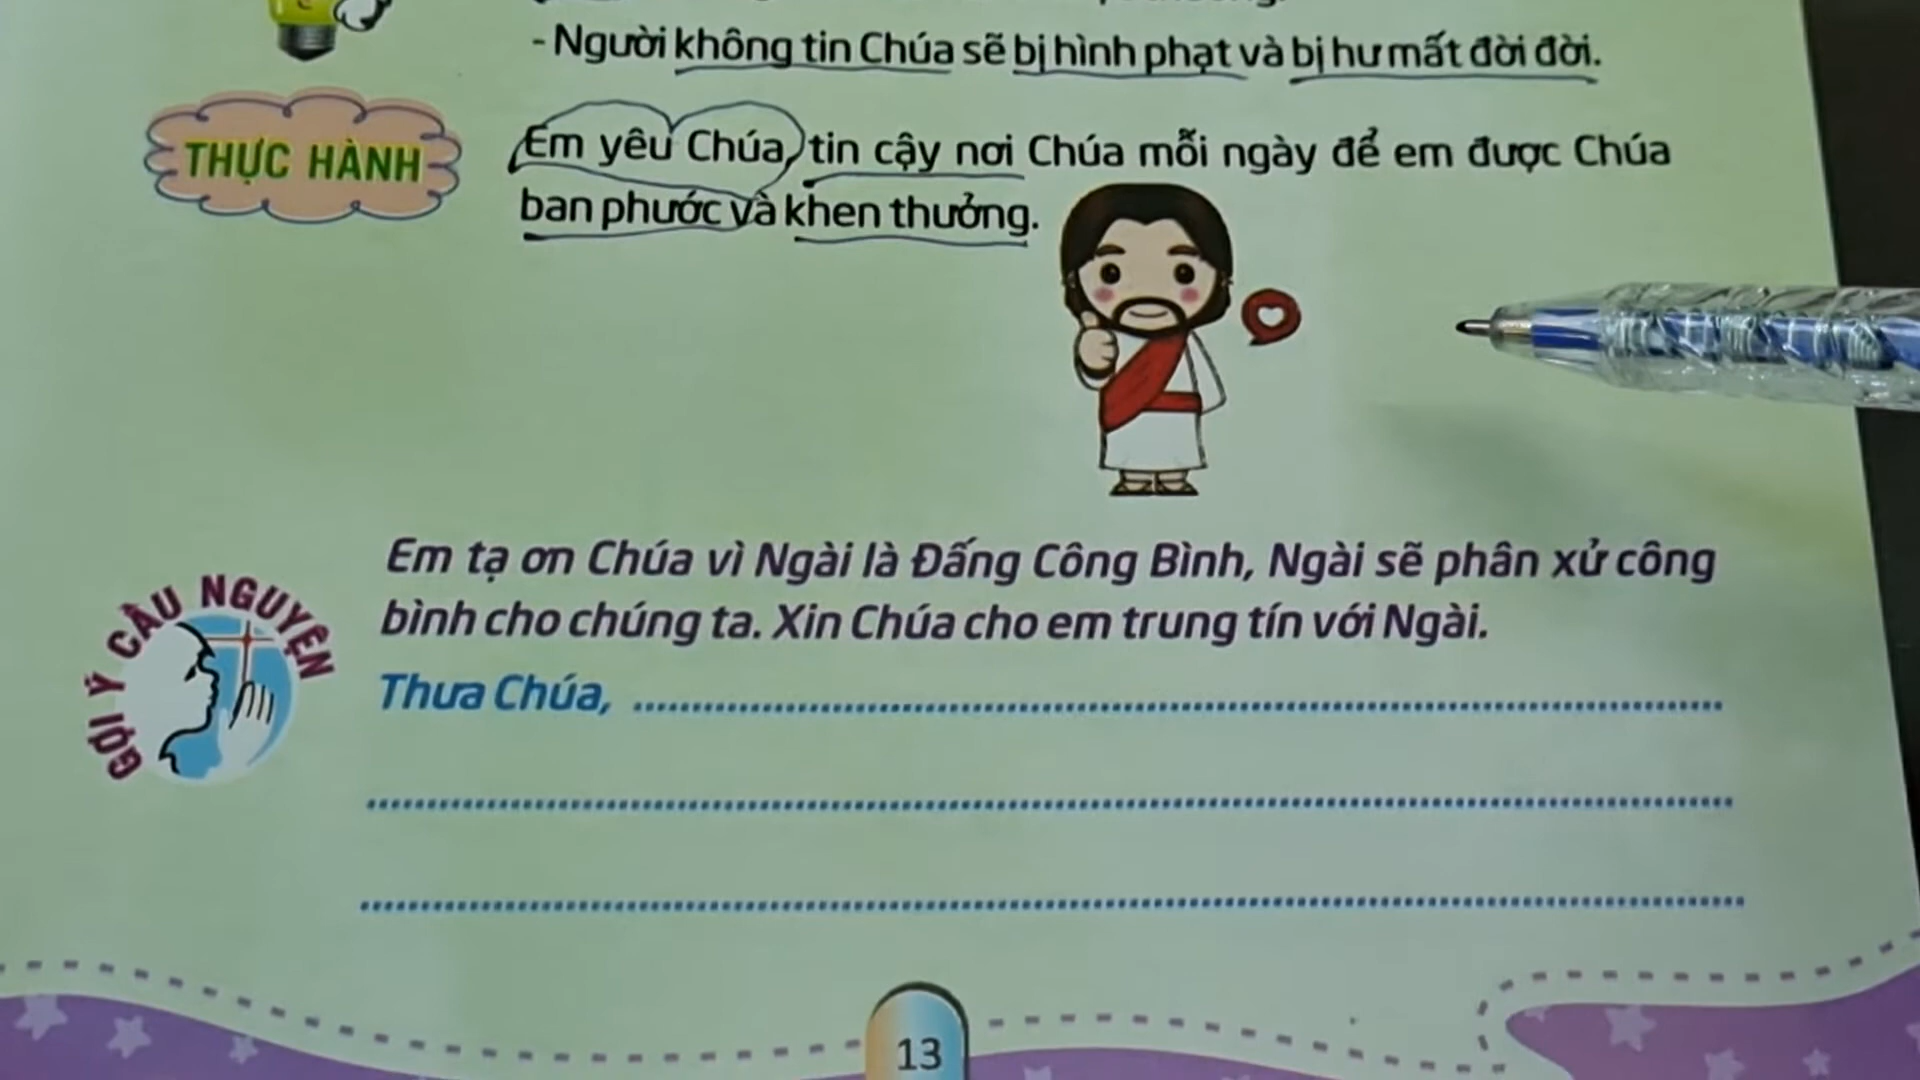 - Người không tin Chúa sẽ bị hình phạt và bị hư mất đời đời.
THỰC HÀNH
Em yêu Chúa, tin cậy nơi Chúa mỗi ngày để em được Chúa
ban phước và khen thưởng.
GỢI Ý CẦU NGUYỆN
Em tạ ơn Chúa vì Ngài là Đấng Công Bình, Ngài sẽ phân xử công
bình cho chúng ta. Xin Chúa cho em trung tín với Ngài.
Thưa Chúa, ........................................................................
........................................................................
........................................................................
13